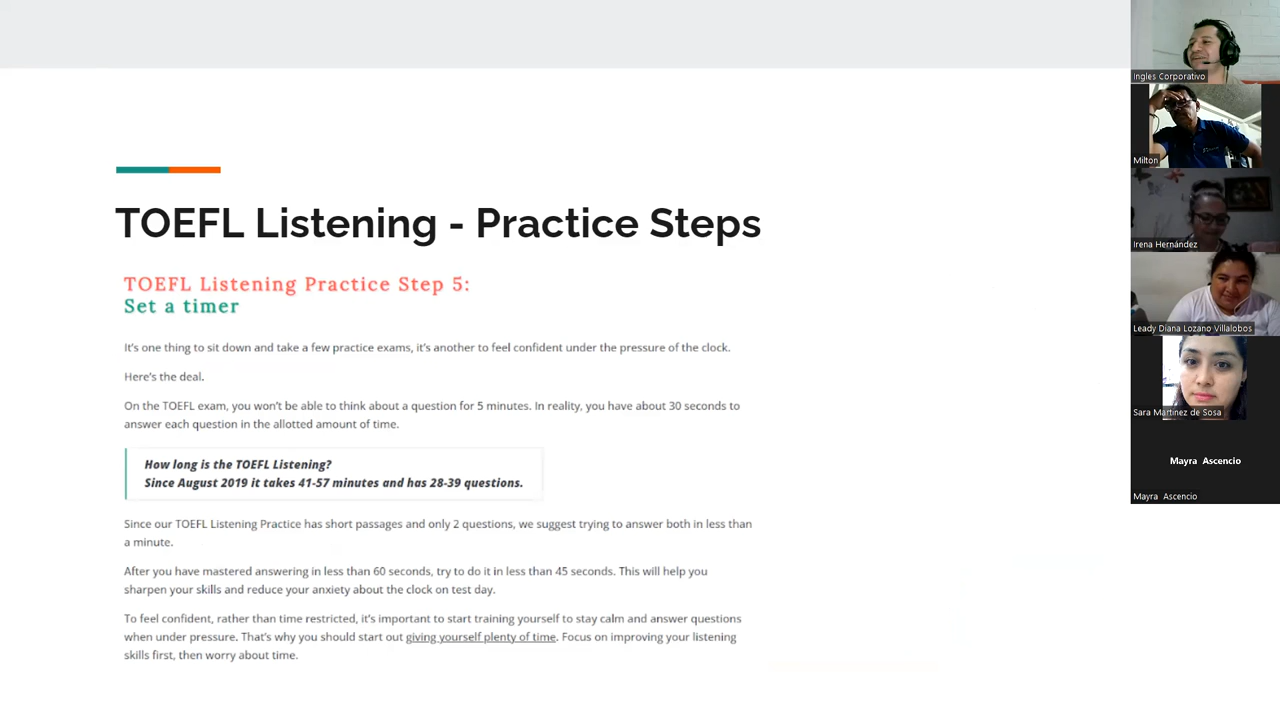 TOEFL Listening - Practice Steps
TOEFL Listening Practice Step 5:
Set a timer
It's one thing to sit down and take a few practice exams, it's another to feel confident under the pressure of the clock.
Here's the deal.
On the TOEFL exam, you won't be able to think about a question for 5 minutes. In reality, you have about 30 seconds to
answer each question in the allotted amount of time.
How long is the TOEFL Listening?
Since August 2019 it takes 41-57 minutes and has 28-39 questions.
Since our TOEFL Listening Practice has short passages and only 2 questions, we suggest trying to answer both in less than
a minute.
After you have mastered answering in less than 60 seconds, try to do it in less than 45 seconds. This will help you
sharpen your skills and reduce your anxiety about the clock on test day.
To feel confident, rather than time restricted, it's important to start training yourself to stay calm and answer questions
when under pressure. That's why you should start out giving yourself plenty of time. Focus on improving your listening
skills first, then worry about time.
Ingles Corporativo
Milton
Irena Hernández
Leady Diana Lozano Villalobos
Sara Martinez de Sosa
Mayra Ascencio
Mayra Ascencio